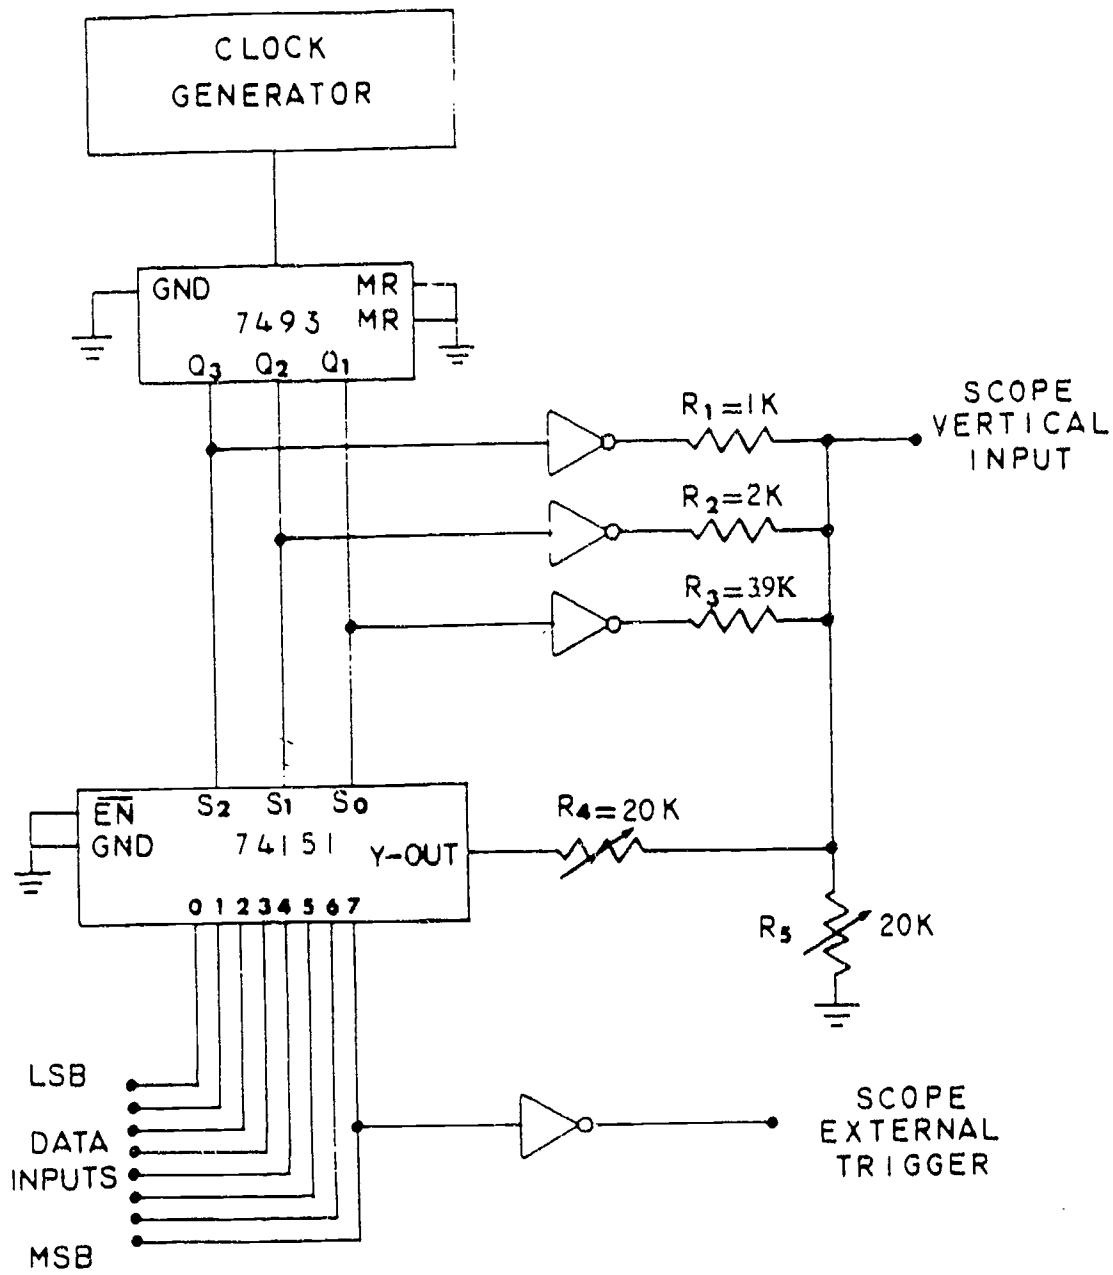 CLOCK
GENERATOR
GND
MR
7493
MR
Q3 Q2 Q1
R1=1K
SCOPE
VERTICAL
INPUT
R2=2K
R3=39K
EN
S2 S1 S0
GND
74151
Y-OUT
R4=20K
0 1 2 3 4 5 6 7
R5
20K
LSB
DATA
INPUTS
MSB
SCOPE
EXTERNAL
TRIGGER